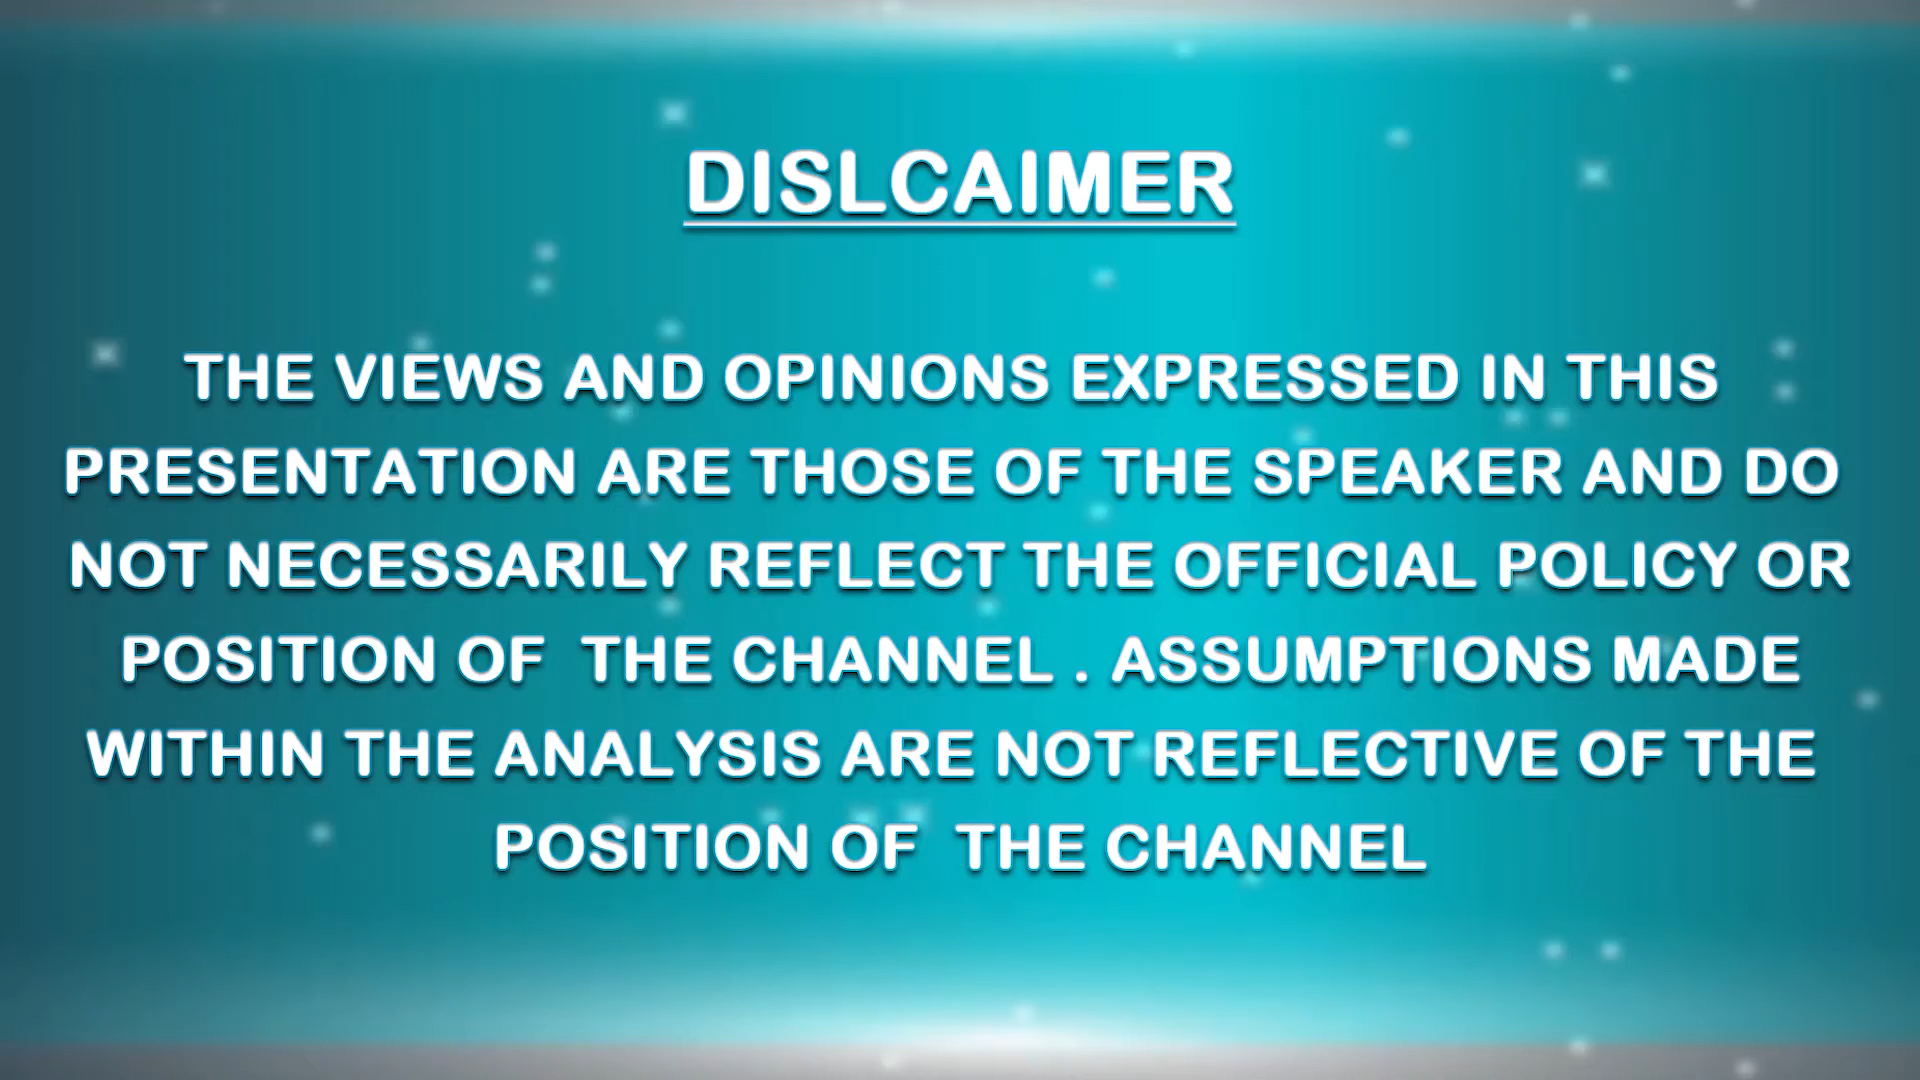 DISLCAIMER
THE VIEWS AND OPINIONS EXPRESSED IN THIS
PRESENTATION ARE THOSE OF THE SPEAKER AND DO
NOT NECESSARILY REFLECT THE OFFICIAL POLICY OR
POSITION OF  THE CHANNEL . ASSUMPTIONS MADE
WITHIN THE ANALYSIS ARE NOT REFLECTIVE OF THE
POSITION OF  THE CHANNEL